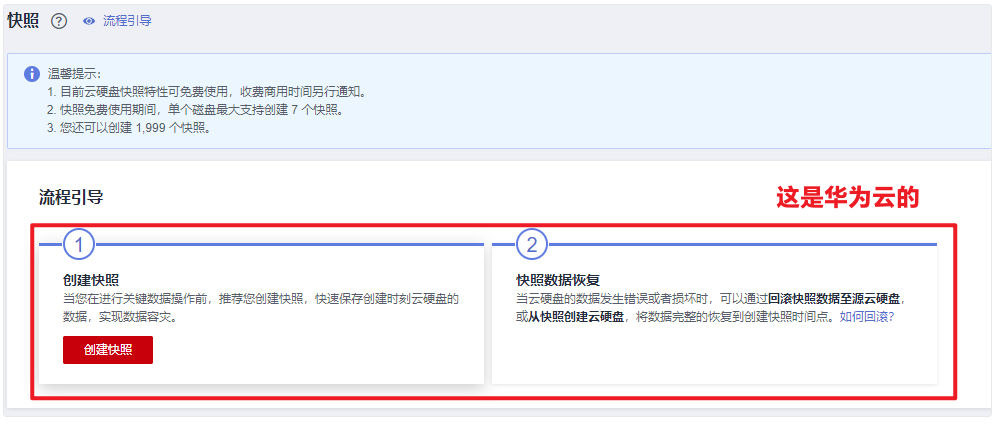 快照 ? 流程引导
温馨提示：
1. 目前云硬盘快照特性可免费使用，收费商用时间另行通知。
2. 快照免费使用期间，单个磁盘最大支持创建 7 个快照。
3. 您还可以创建 1,999 个快照。
流程引导
这是华为云的
1
创建快照
当您在进行关键数据操作前，推荐您创建快照，快速保存创建时刻云硬盘的
数据，实现数据容灾。
创建快照
2
快照数据恢复
当云硬盘的数据发生错误或者损坏时，可以通过回滚快照数据至源云硬盘，
或从快照创建云硬盘，将数据完整的恢复到创建快照时间点。如何回滚?